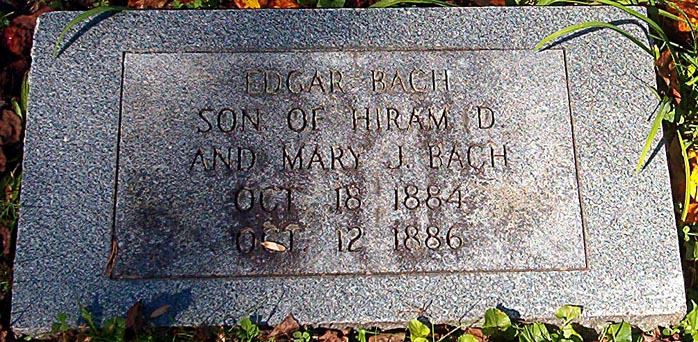 EDGAR BACH
SON OF HIRAM D.
AND MARY J. BACH
OCT 18 1884
OCT. 12 1886